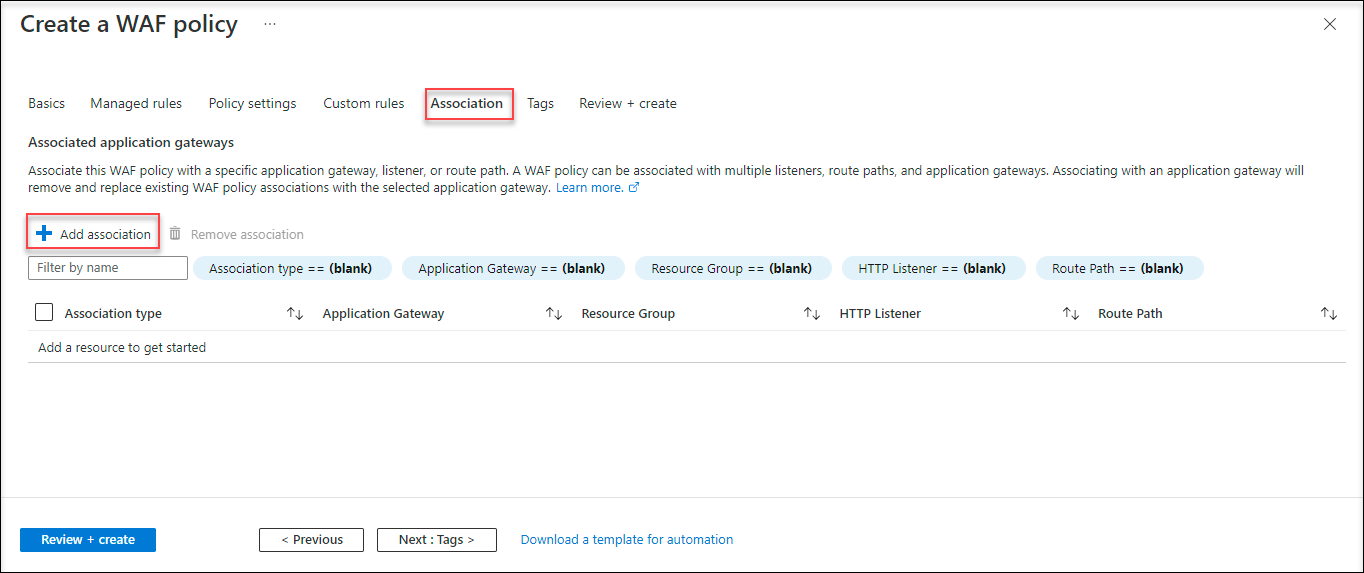 Create a WAF policy ...
Basics Managed rules Policy settings Custom rules Association Tags Review + create
Associated application gateways
Associate this WAF policy with a specific application gateway, listener, or route path. A WAF policy can be associated with multiple listeners, route paths, and application gateways. Associating with an application gateway will
remove and replace existing WAF policy associations with the selected application gateway. Learn more.
Add association Remove association
Filter by name Association type == (blank) Application Gateway == (blank) Resource Group == (blank) HTTP Listener == (blank) Route Path == (blank)
Association type Application Gateway Resource Group HTTP Listener Route Path
Add a resource to get started
Review + create < Previous Next : Tags > Download a template for automation